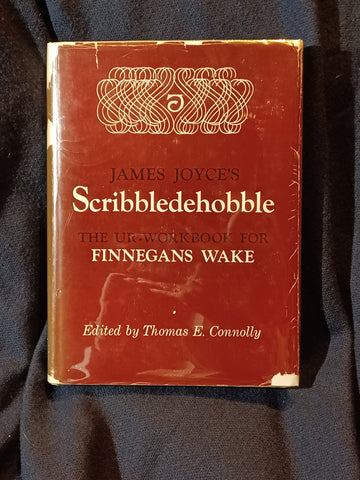 JAMES JOYCE'S
Scribbledehobble
THE UR-WORKBOOK FOR
FINNEGANS WAKE
Edited by Thomas E. Connolly